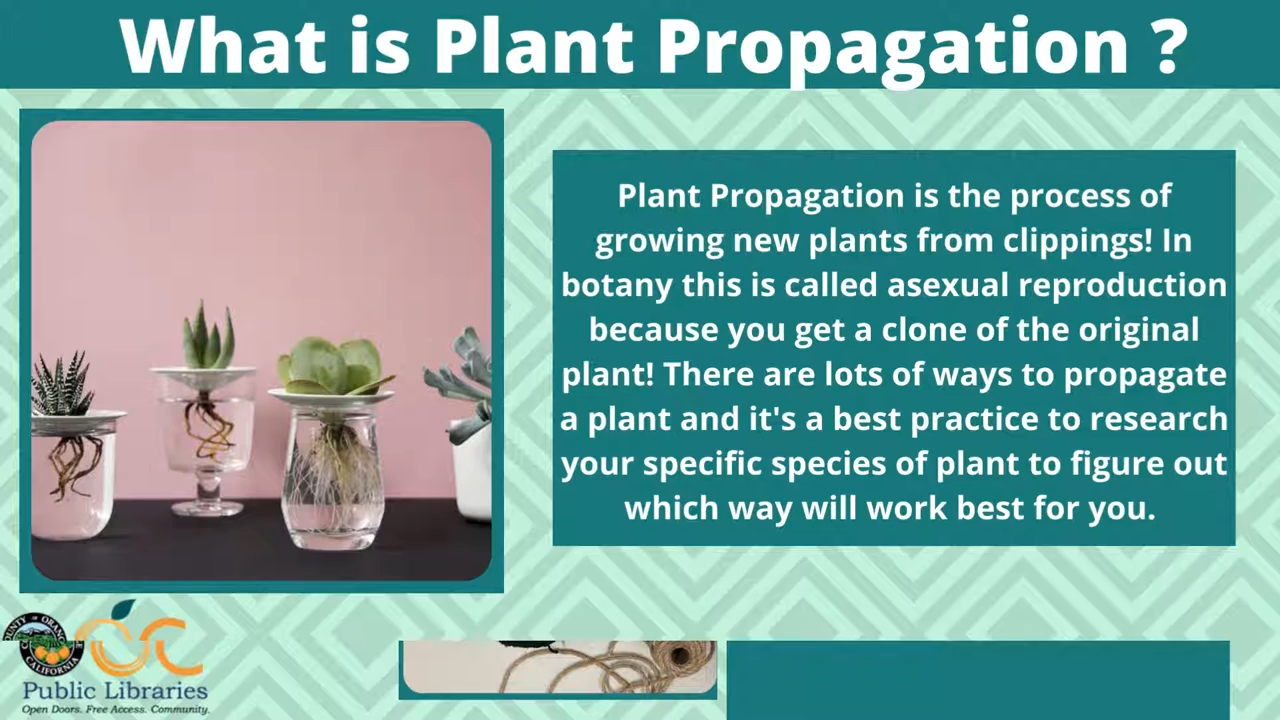 What is Plant Propagation ?
Plant Propagation is the process of
growing new plants from clippings! In
botany this is called asexual reproduction
because you get a clone of the original
plant! There are lots of ways to propagate
a plant and it's a best practice to research
your specific species of plant to figure out
which way will work best for you.
OC
Public Libraries
Open Doors. Free Access. Community.